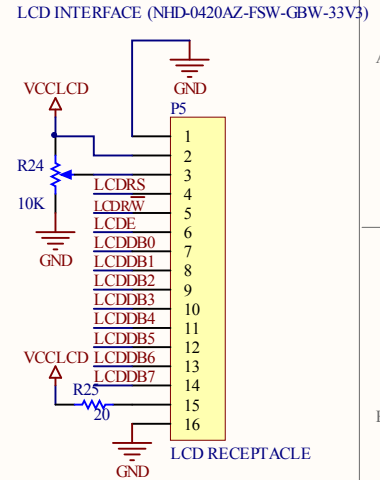 LCD INTERFACE (NHD-0420AZ-FSW-GBW-33V3)
GND
VCCLCD
P5
1
2
R24
3
LCDRS
4
10K
LCDR/W̅
5
LCDE
6
LCDDB0
7
GND
LCDDB1
8
LCDDB2
9
LCDDB3
10
LCDDB4
11
LCDDB5
12
VCCLCD
LCDDB6
13
LCDDB7
14
R25
15
20
16
LCD RECEPTACLE
GND